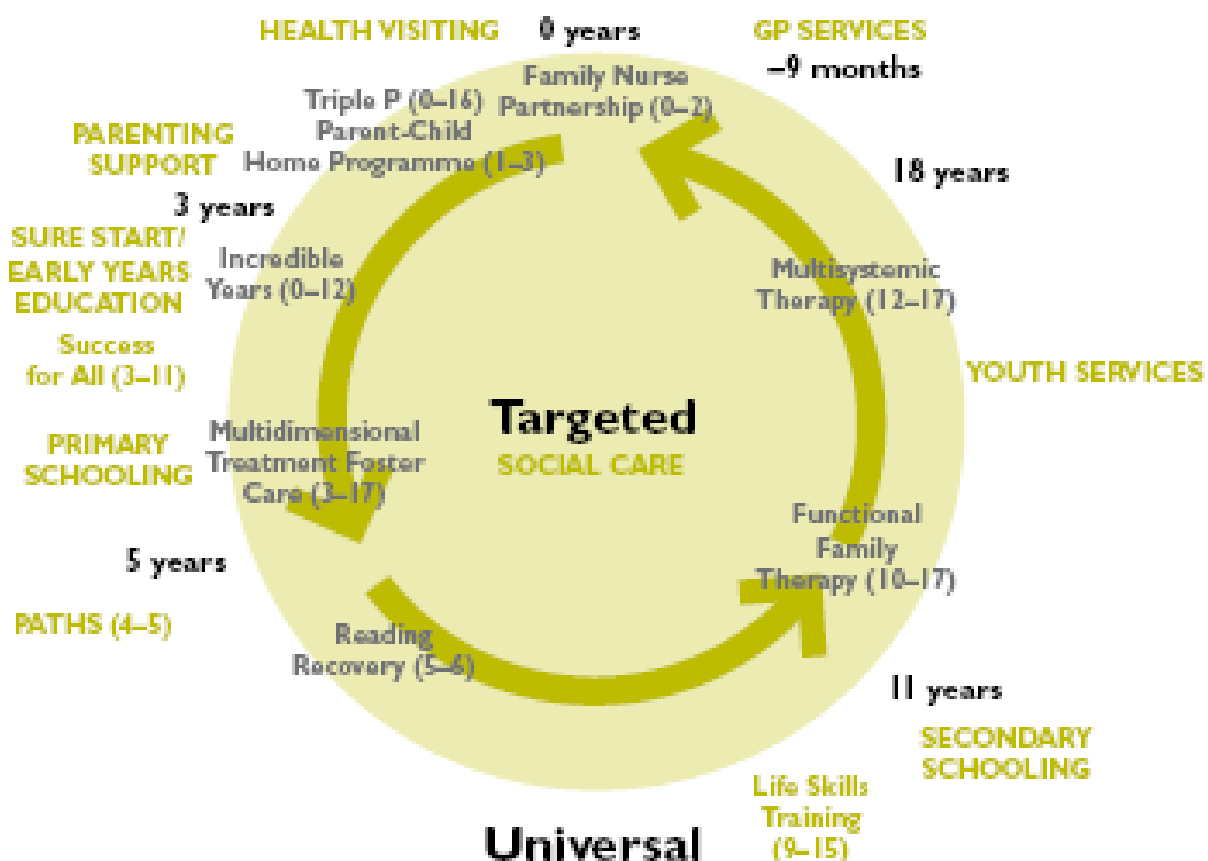 HEALTH VISITING
0 years
GP SERVICES
–9 months
Family Nurse
Partnership (0–2)
Triple P (0–16)
Parent-Child
Home Programme (1–3)
PARENTING
SUPPORT
18 years
3 years
SURE START/
EARLY YEARS
EDUCATION
Incredible
Years (0–12)
Multisystemic
Therapy (12–17)
Success
for All (3–11)
YOUTH SERVICES
Targeted
SOCIAL CARE
PRIMARY
SCHOOLING
Multidimensional
Treatment Foster
Care (3–17)
Functional
Family
Therapy (10–17)
5 years
PATHS (4–5)
Reading
Recovery (5–6)
11 years
SECONDARY
SCHOOLING
Life Skills
Training
(9–15)
Universal